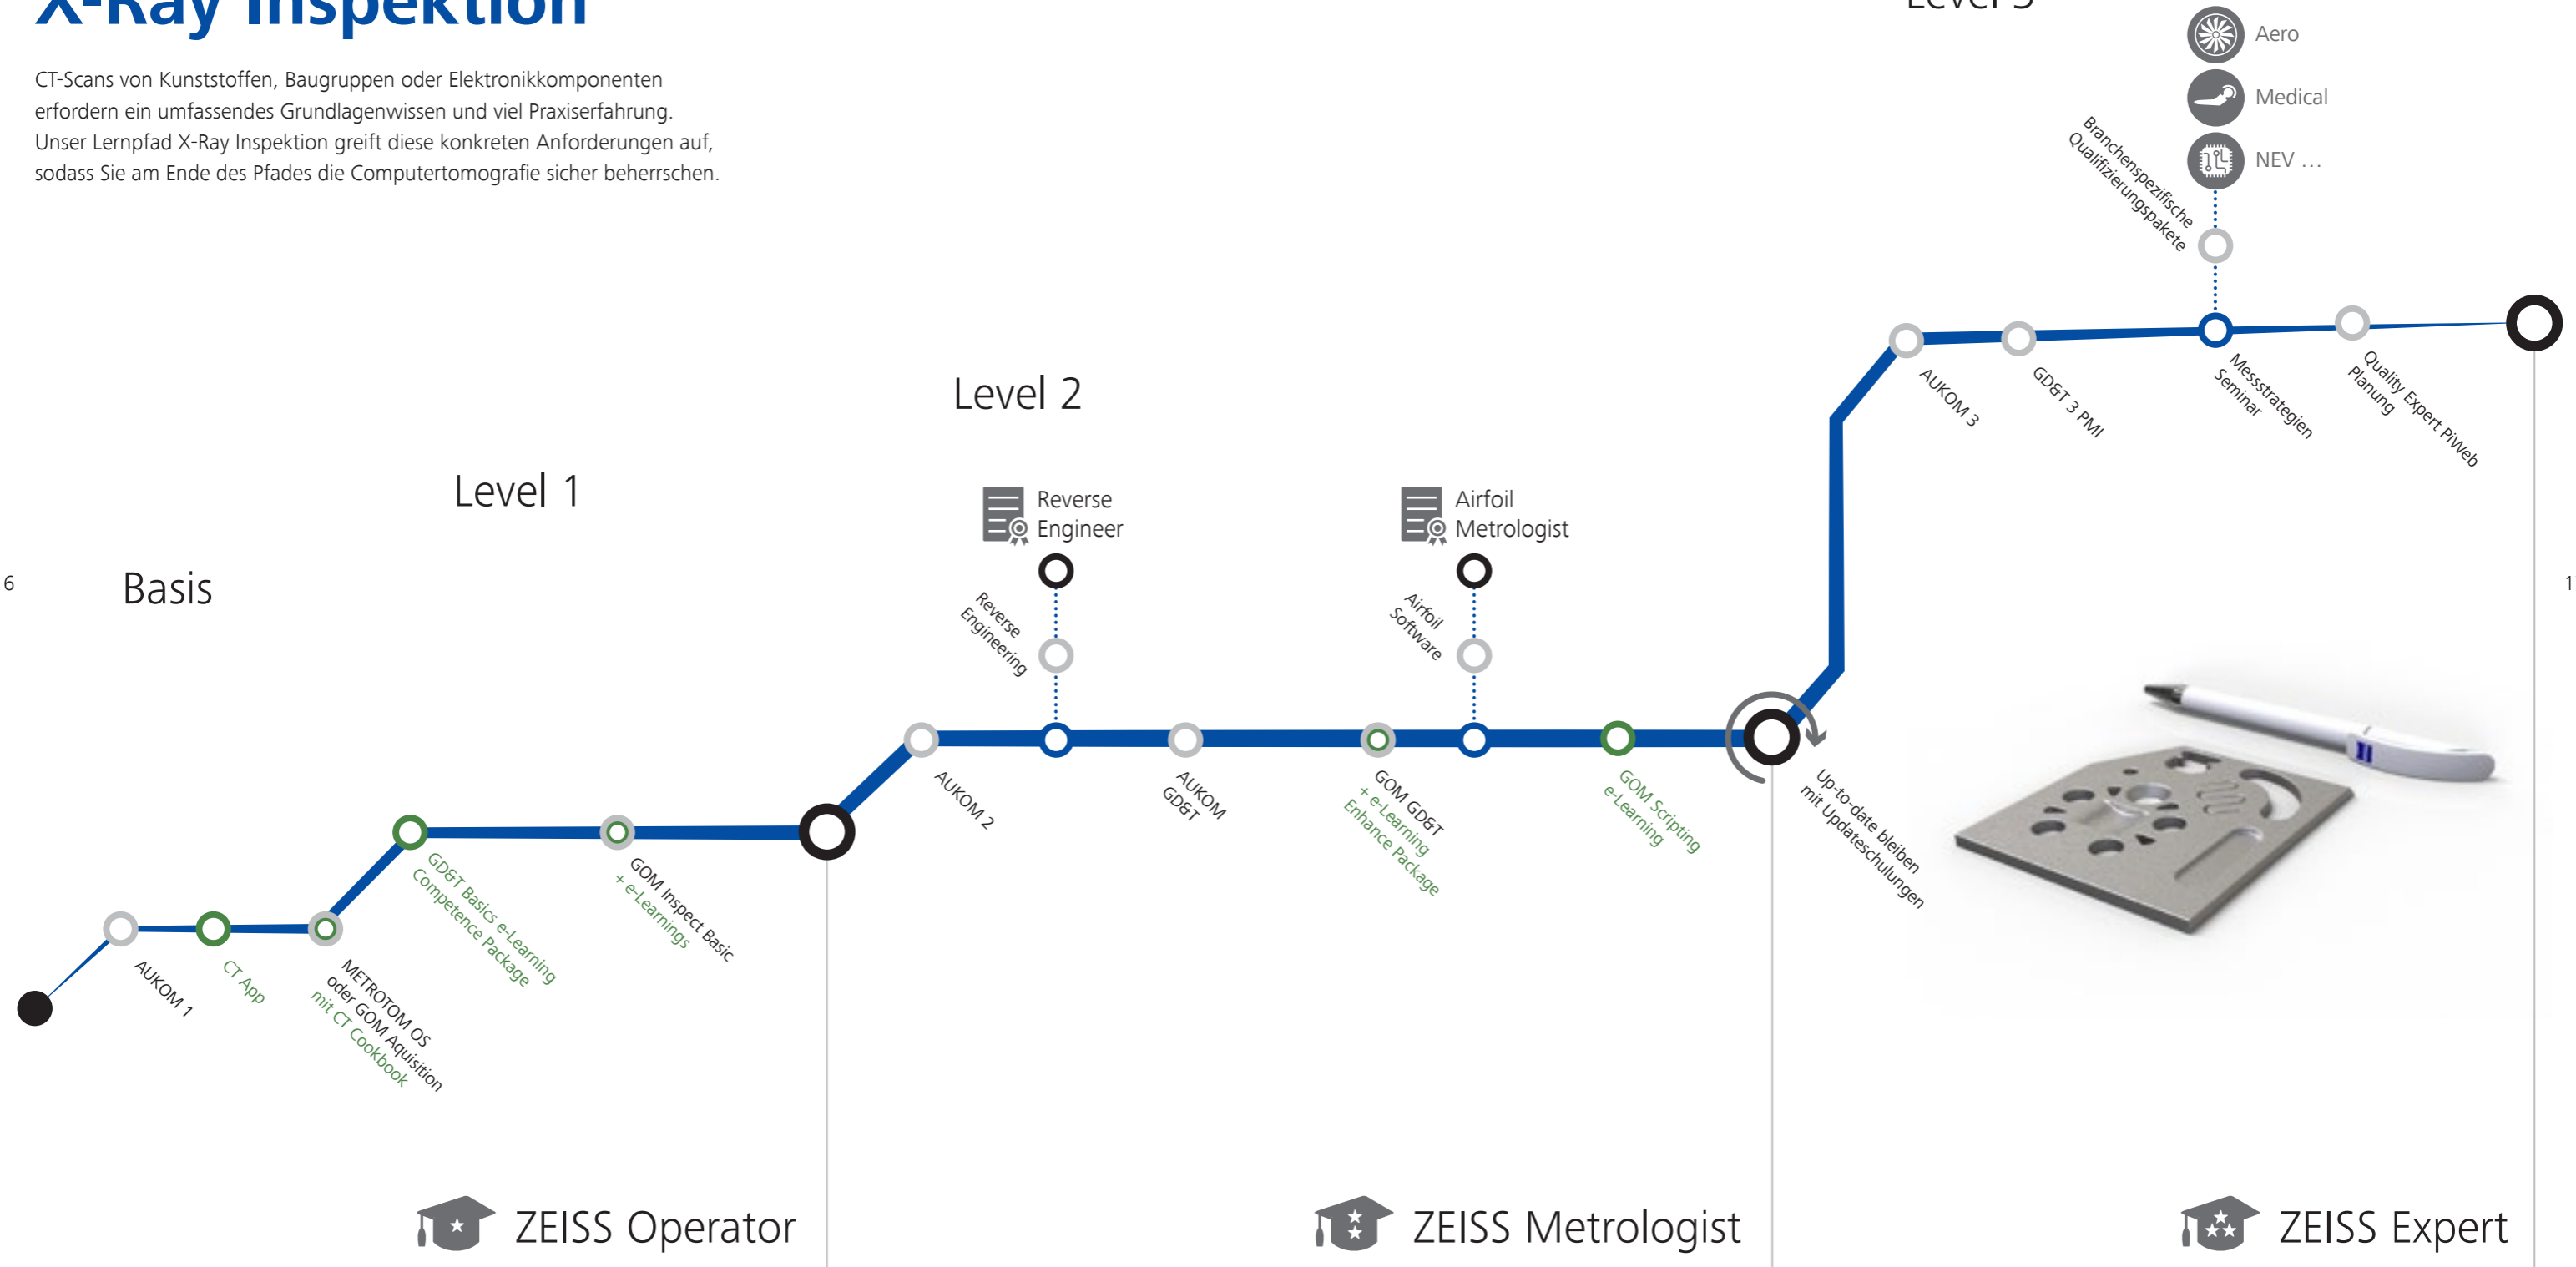 X-Ray Inspektion
CT-Scans von Kunststoffen, Baugruppen oder Elektronikkomponenten
erfordern ein umfassendes Grundlagenwissen und viel Praxiserfahrung.
Unser Lernpfad X-Ray Inspektion greift diese konkreten Anforderungen auf,
sodass Sie am Ende des Pfades die Computertomografie sicher beherrschen.
6
Basis
AUKOM 1
CT App
METROTOM OS
oder GOM Aquisition
mit CT Cookbook
Level 1
GD&T Basics e-Learning
Competence Package
GOM Inspect Basic
+ e-Learnings
ZEISS Operator
Level 2
AUKOM 2
Reverse
Engineer
Reverse
Engineering
AUKOM
GD&T
GOM GD&T
+ e-Learning
Enhance Package
Airfoil
Metrologist
Airfoil
Software
GOM Scripting
e-Learning
Up-to-date bleiben
mit Updateschulungen
ZEISS Metrologist
Level 3
AUKOM 3
GD&T 3 PMI
Aero
Medical
NEV ...
Branchenspezifische
Qualifizierungspakete
Messstrategien
Seminar
Quality Expert PiWeb
Planung
ZEISS Expert
1